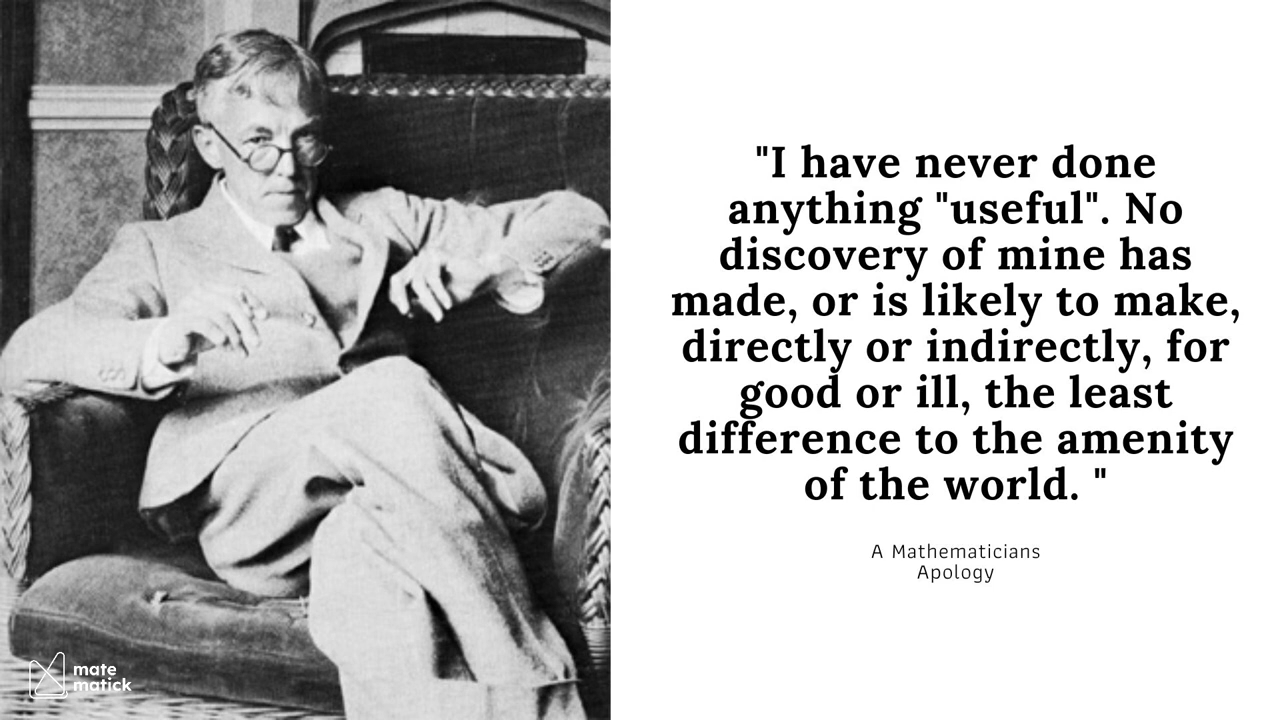 "I have never done
anything "useful". No
discovery of mine has
made, or is likely to make,
directly or indirectly, for
good or ill, the least
difference to the amenity
of the world. "
A Mathematicians
Apology
mate
matick